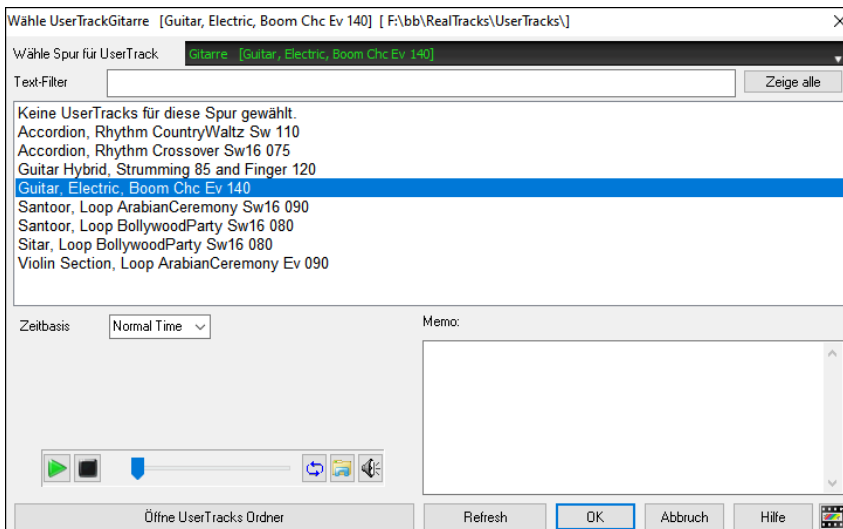 Wähle UserTrackGitarre [Guitar, Electric, Boom Chc Ev 140] [ F:\bb\RealTracks\UserTracks\]
Wähle Spur für UserTrack Gitarre [Guitar, Electric, Boom Chc Ev 140]
Text-Filter Zeige alle
Keine UserTracks für diese Spur gewählt.
Accordion, Rhythm CountryWaltz Sw 110
Accordion, Rhythm Crossover Sw16 075
Guitar Hybrid, Strumming 85 and Finger 120
Guitar, Electric, Boom Chc Ev 140
Santoor, Loop ArabianCeremony Sw16 090
Santoor, Loop BollywoodParty Sw16 080
Sitar, Loop BollywoodParty Sw16 080
Violin Section, Loop ArabianCeremony Ev 090
Zeitbasis Normal Time Memo:
Öffne UserTracks Ordner Refresh OK Abbruch Hilfe